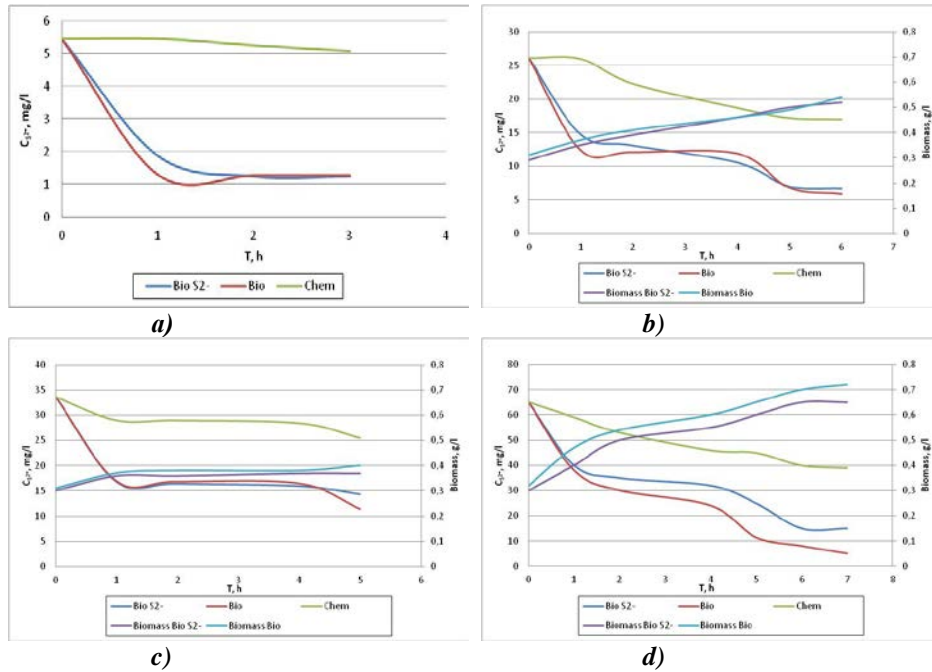 6
5
4
3
2
1
0
C_S²⁻, mg/l
0 1 2 3 4
T, h
Bio S2- Bio Chem
a)
30
25
20
15
10
5
0
C_S²⁻, mg/l
0,8
0,7
0,6
0,5
0,4
0,3
0,2
0,1
0
Biomass, g/l
0 1 2 3 4 5 6 7
T, h
Bio S2- Bio Chem
Biomass Bio S2- Biomass Bio
b)
40
35
30
25
20
15
10
5
0
C_S²⁻, mg/l
0,8
0,7
0,6
0,5
0,4
0,3
0,2
0,1
0
Biomass, g/l
0 1 2 3 4 5 6
T, h
Bio S2- Bio Chem
Biomass Bio S2- Biomass Bio
c)
80
70
60
50
40
30
20
10
0
C_S²⁻, mg/l
0,8
0,7
0,6
0,5
0,4
0,3
0,2
0,1
0
Biomass, g/l
0 1 2 3 4 5 6 7 8
T, h
Bio S2- Bio Chem
Biomass Bio S2- Biomass Bio
d)